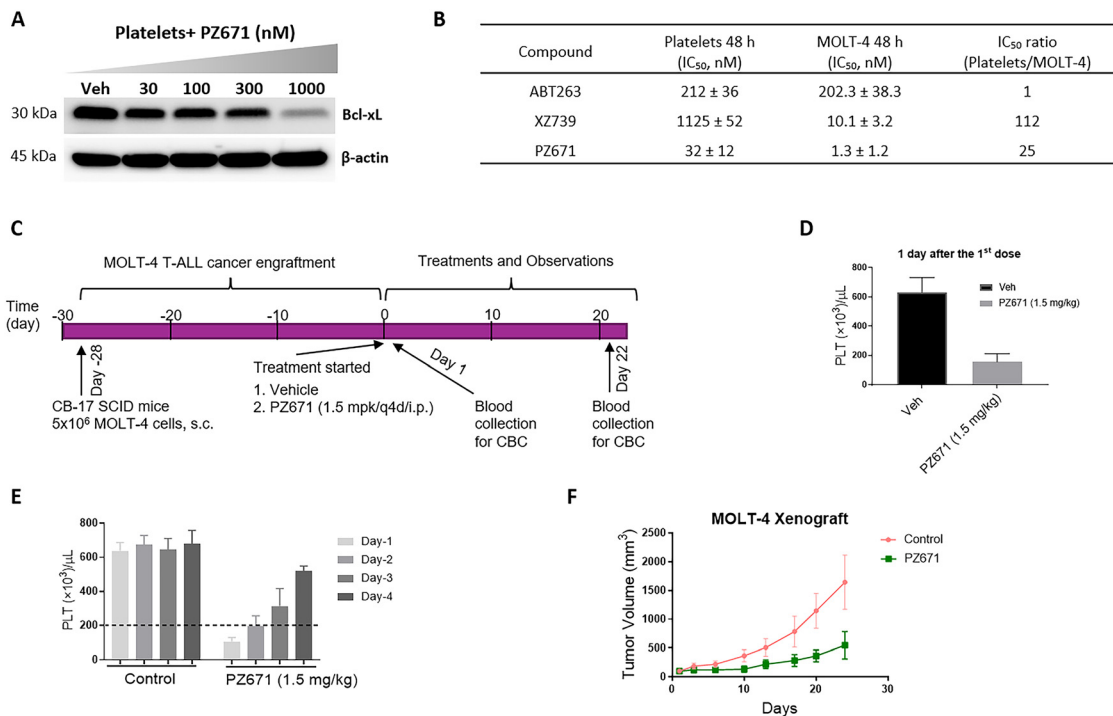 A
Platelets+ PZ671 (nM)
Veh 30 100 300 1000
30 kDa Bcl-xL
45 kDa β-actin
B
Compound Platelets 48 h (IC50, nM) MOLT-4 48 h (IC50, nM) IC50 ratio (Platelets/MOLT-4)
ABT263 212 ± 36 202.3 ± 38.3 1
XZ739 1125 ± 52 10.1 ± 3.2 112
PZ671 32 ± 12 1.3 ± 1.2 25
C
MOLT-4 T-ALL cancer engraftment Treatments and Observations
Time
(day)
-30 -20 -10 0 10 20
Day -28
Day 1
Day 22
Treatment started
1. Vehicle
2. PZ671 (1.5 mpk/q4d/i.p.)
CB-17 SCID mice
5x10⁶ MOLT-4 cells, s.c.
Blood
collection
for CBC
Blood
collection
for CBC
D
1 day after the 1st dose
PLT (×10³)/µL
800
600
400
200
0
Veh
PZ671 (1.5 mg/kg)
Veh
PZ671 (1.5 mg/kg)
E
PLT (×10³)/µL
800
600
400
200
0
Control
PZ671 (1.5 mg/kg)
Day-1
Day-2
Day-3
Day-4
F
MOLT-4 Xenograft
Tumor Volume (mm³)
2500
2000
1500
1000
500
0
0 10 20 30
Days
Control
PZ671